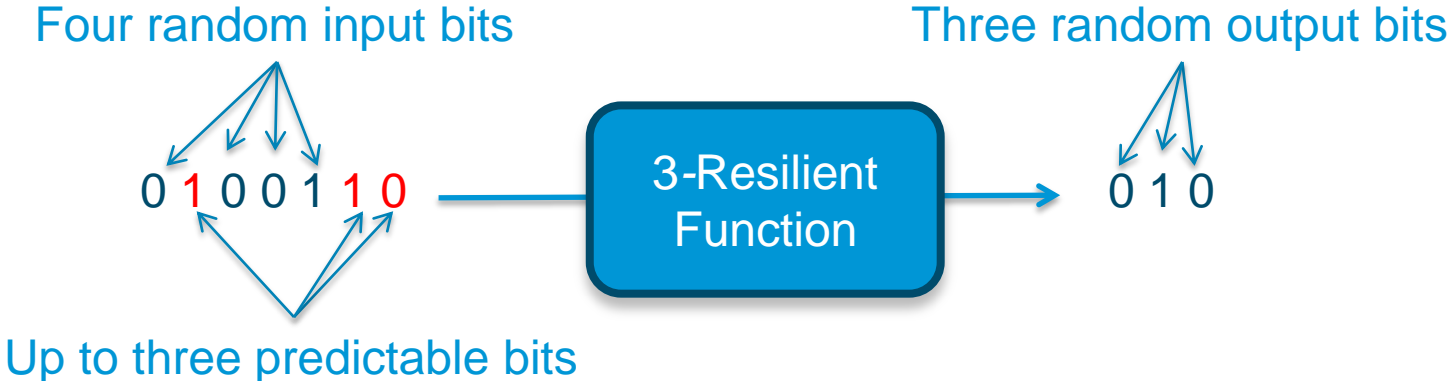 Four random input bits
Three random output bits
0 1 0 0 1 1 0
3-Resilient
Function
0 1 0
Up to three predictable bits